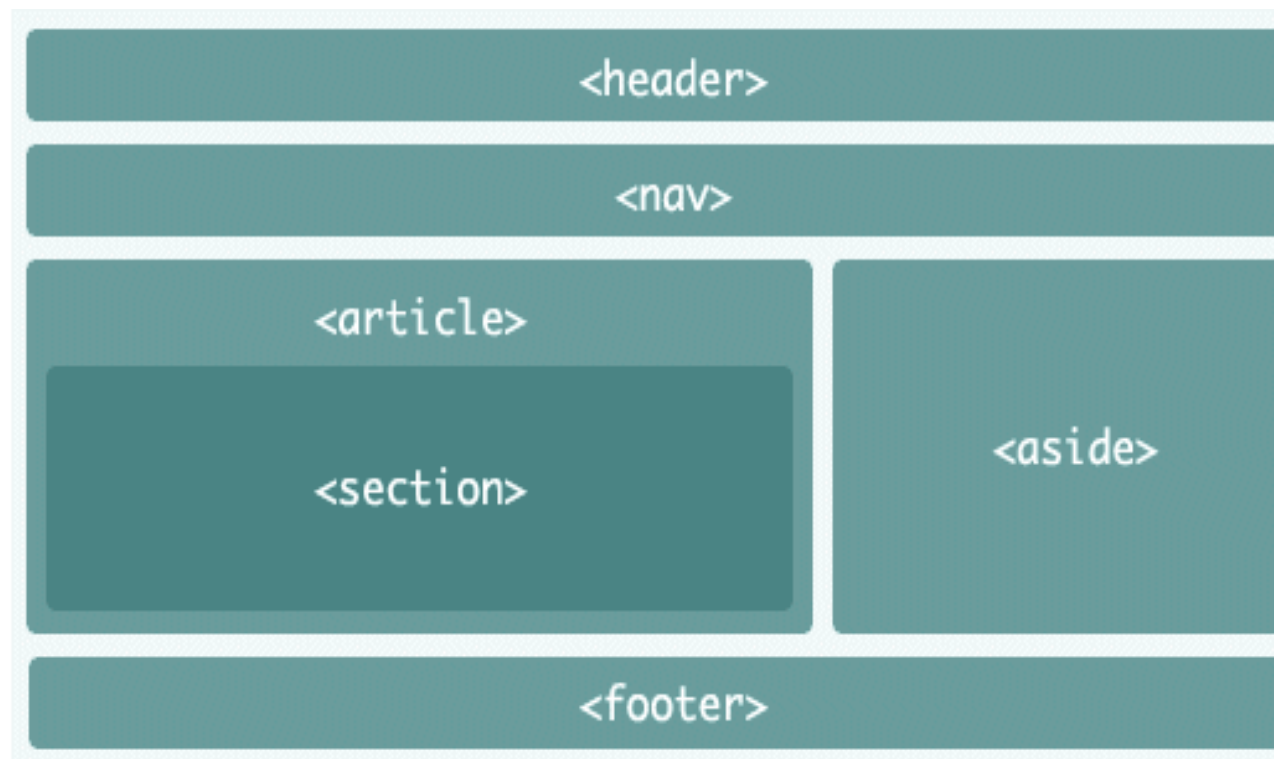 <header>
<nav>
<article>
<section>
<aside>
<footer>